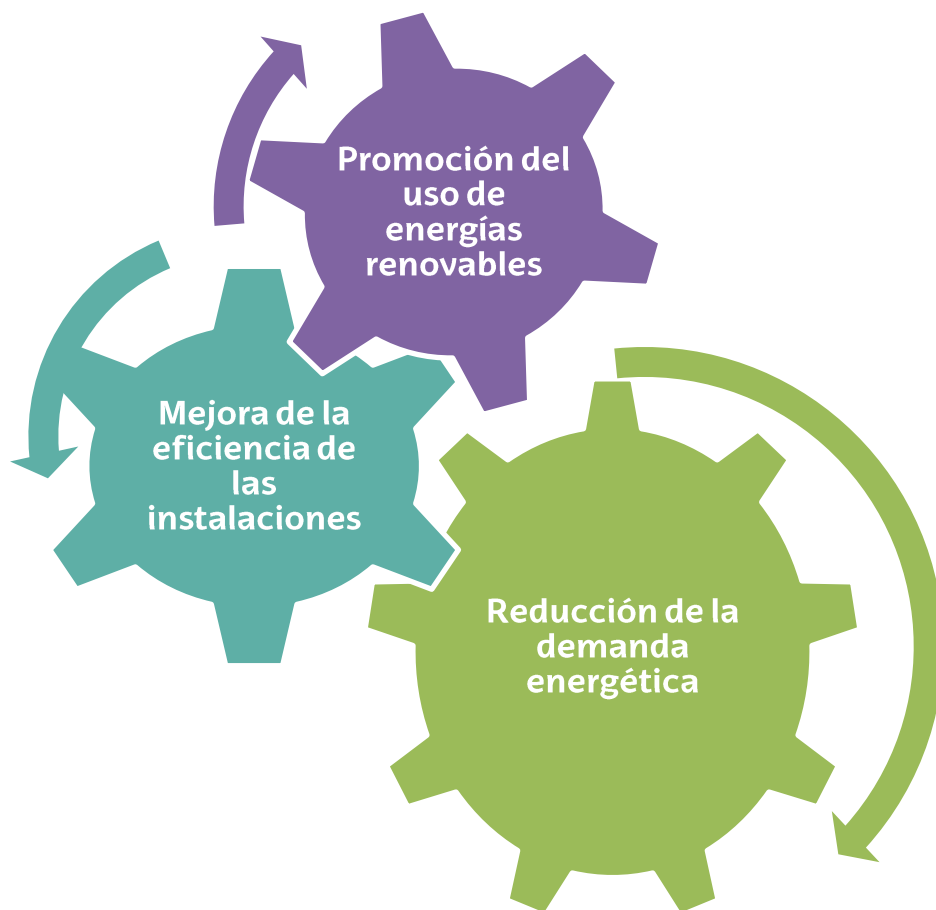 Promoción del
uso de
energías
renovables
Mejora de la
eficiencia de
las
instalaciones
Reducción de la
demanda
energética